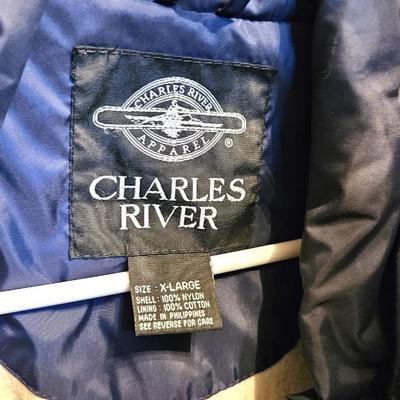 CHARLES RIVER
APPAREL ®
CHARLES
RIVER
SIZE : X-LARGE
SHELL : 100% NYLON
LINING : 100% COTTON
MADE IN PHILIPPINES
SEE REVERSE FOR CARE